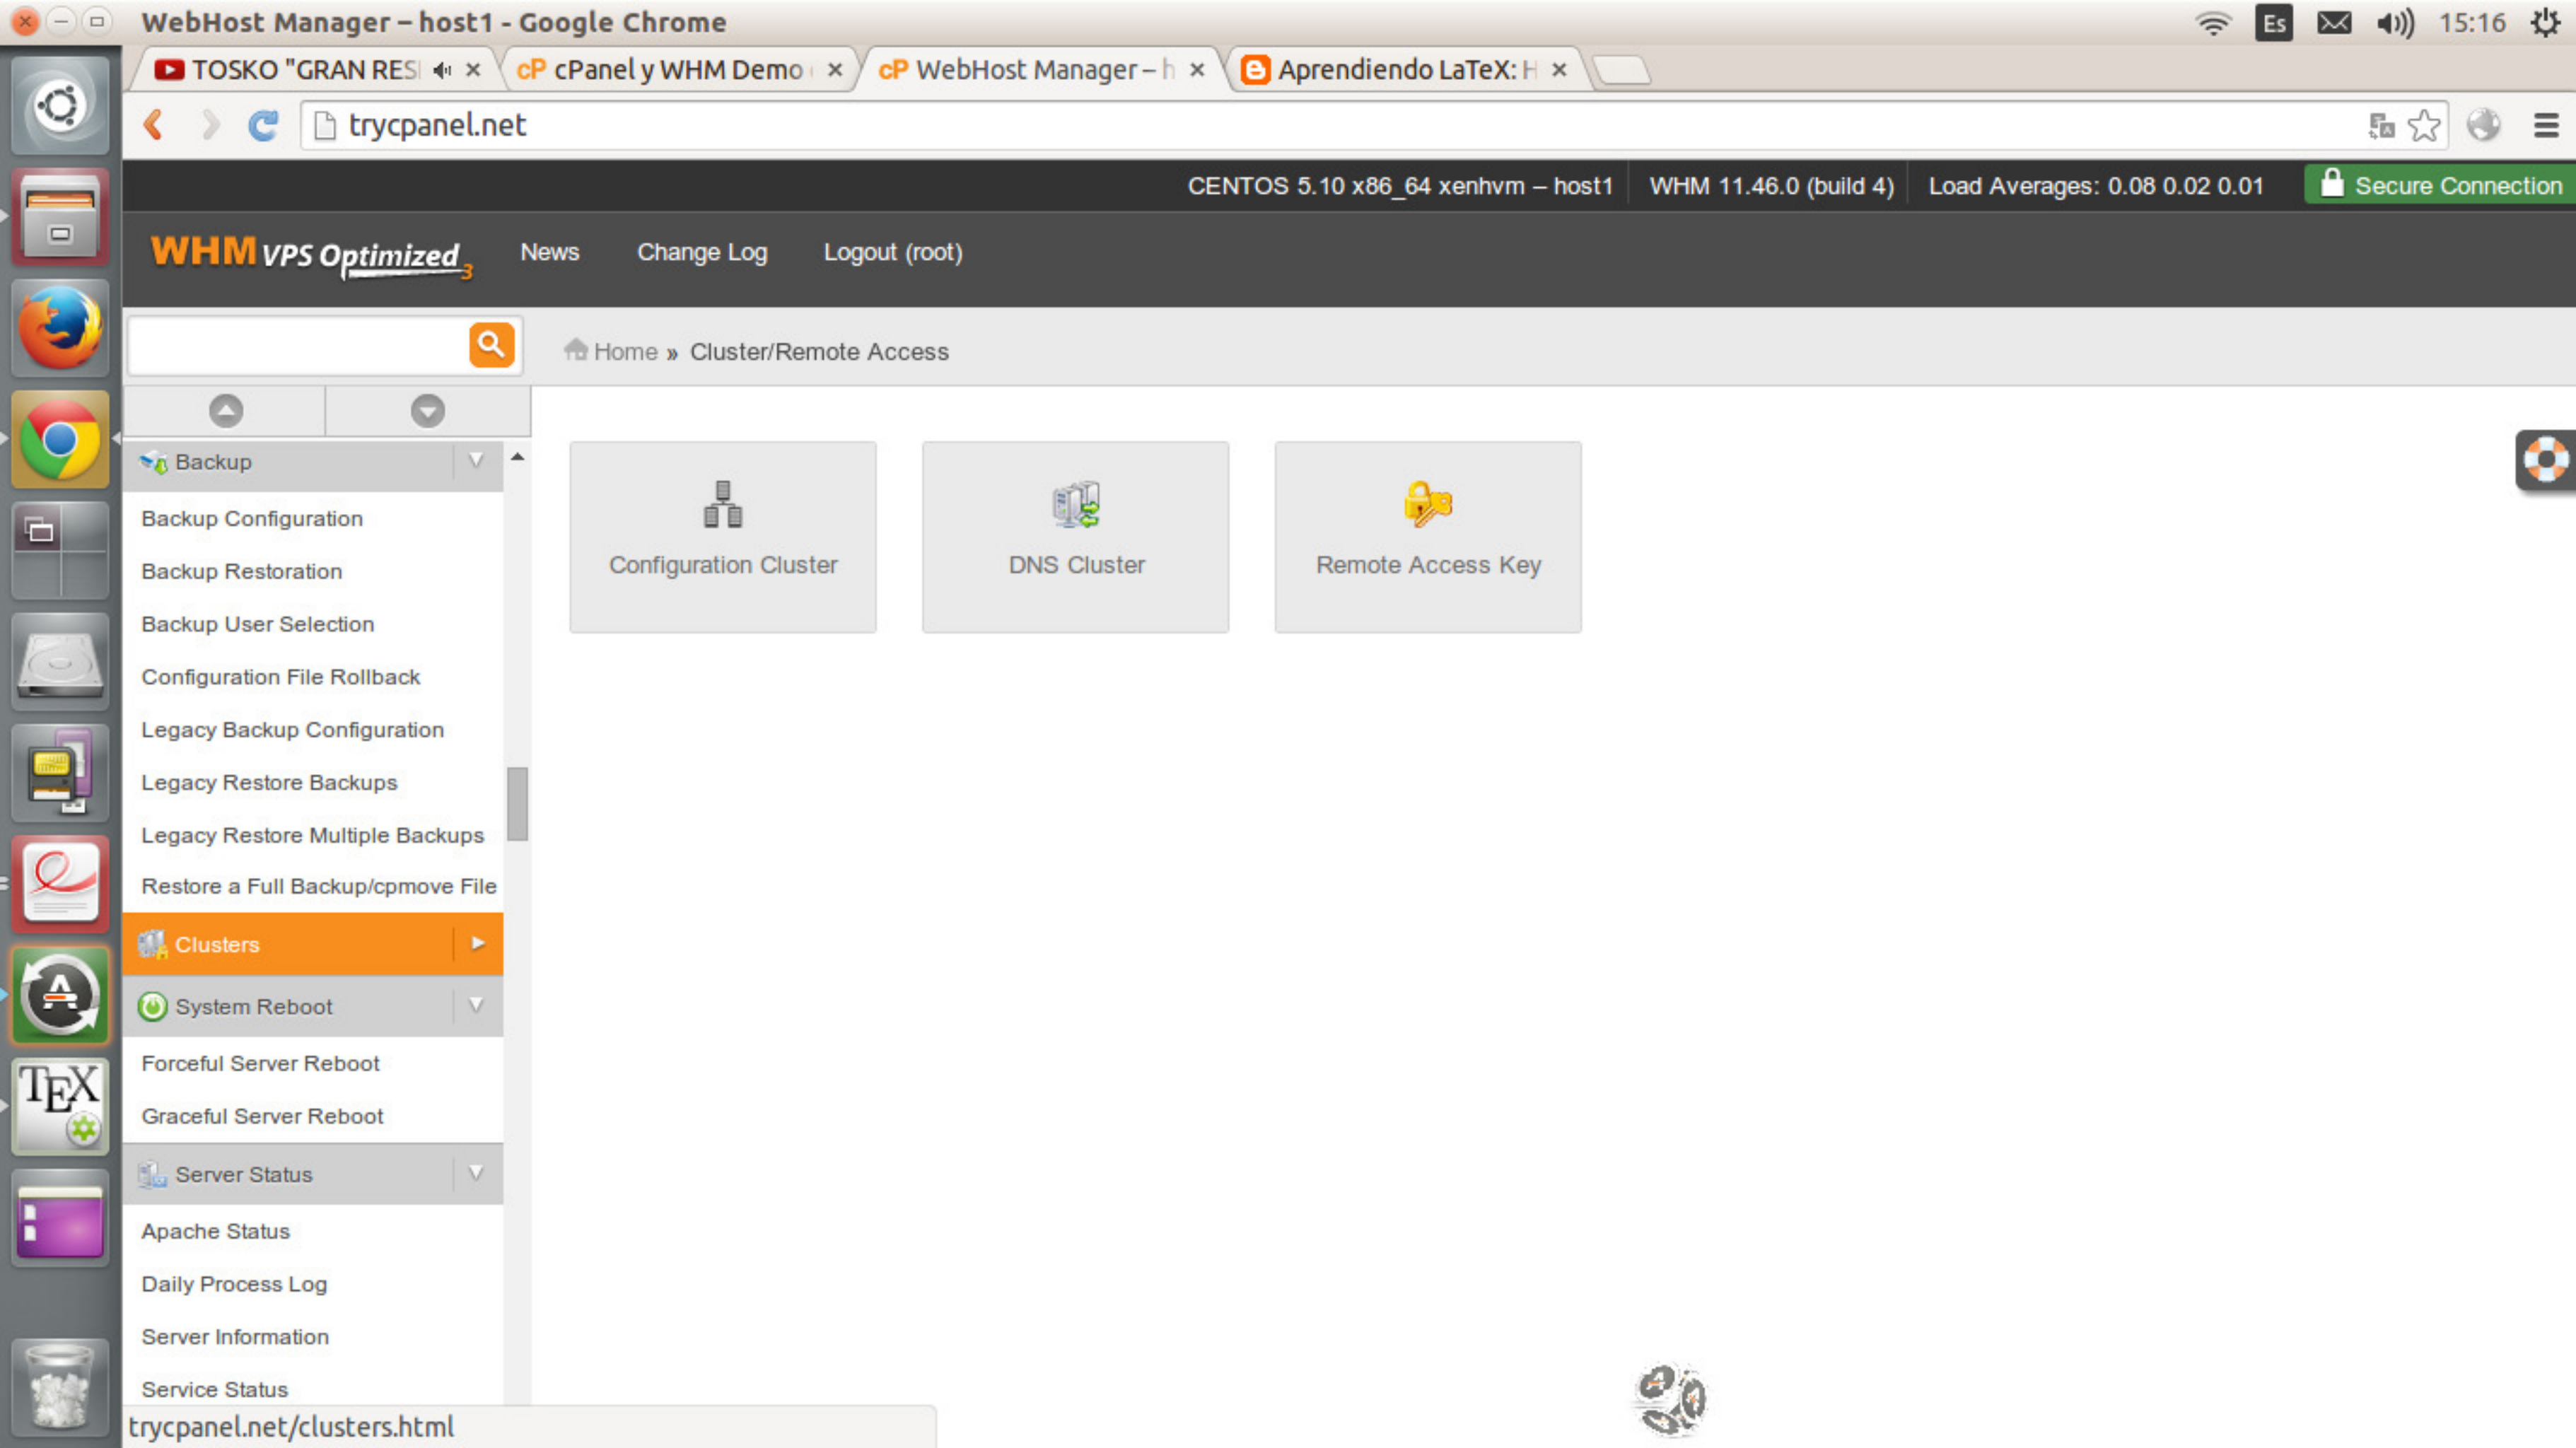 WebHost Manager – host1 - Google Chrome
Es
15:16
TOSKO "GRAN RES
cP cPanel y WHM Demo
cP WebHost Manager – h
Aprendiendo LaTeX: H
trycpanel.net
CENTOS 5.10 x86_64 xenhvm – host1
WHM 11.46.0 (build 4)
Load Averages: 0.08 0.02 0.01
Secure Connection
WHM VPS Optimized 3
News
Change Log
Logout (root)
Home » Cluster/Remote Access
Backup
Backup Configuration
Backup Restoration
Backup User Selection
Configuration File Rollback
Legacy Backup Configuration
Legacy Restore Backups
Legacy Restore Multiple Backups
Restore a Full Backup/cpmove File
Clusters
System Reboot
Forceful Server Reboot
Graceful Server Reboot
Server Status
Apache Status
Daily Process Log
Server Information
Service Status
Configuration Cluster
DNS Cluster
Remote Access Key
TEX
trycpanel.net/clusters.html